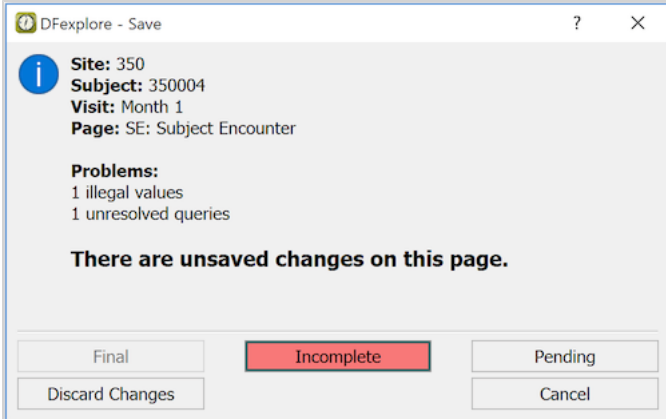 DFexplore - Save
Site: 350
Subject: 350004
Visit: Month 1
Page: SE: Subject Encounter
Problems:
1 illegal values
1 unresolved queries
There are unsaved changes on this page.
Final Incomplete Pending
Discard Changes Cancel